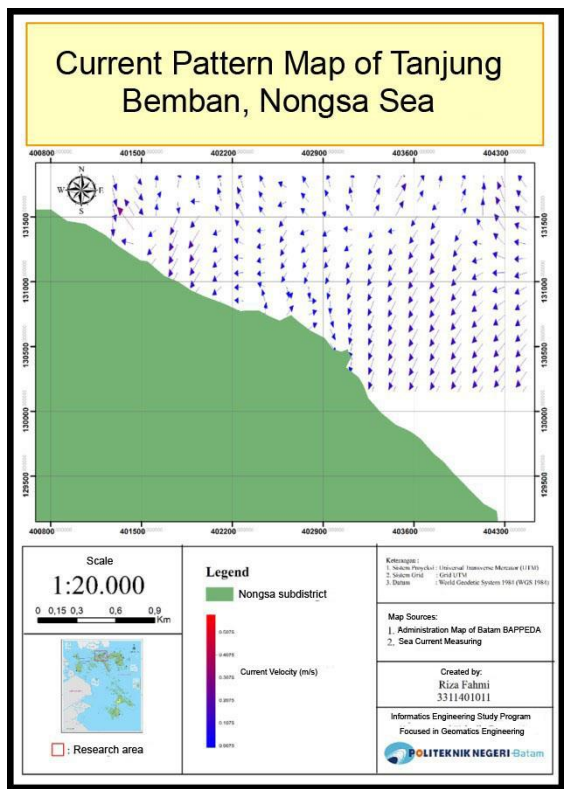 Current Pattern Map of Tanjung
Bemban, Nongsa Sea
400800 401500 402200 402900 403600 404300
N
W E
S
131500 131500
131000 131000
130500 130500
130000 130000
129500 129500
400800 401500 402200 402900 403600 404300
Scale
1:20.000
0 0,15 0,3 0,6 0,9
Km
: Research area
Legend
Nongsa subdistrict
Current Velocity (m/s)
Keterangan :
1. Sistem Proyeksi : Universal Transverse Mercator (UTM)
2. Sistem Grid : Grid UTM
3. Datum : World Geodetic System 1984 (WGS 1984)
Map Sources:
1. Administration Map of Batam BAPPEDA
2. Sea Current Measuring
Created by:
Riza Fahmi
3311401011
Informatics Engineering Study Program
Focused in Geomatics Engineering
POLITEKNIK NEGERI Batam